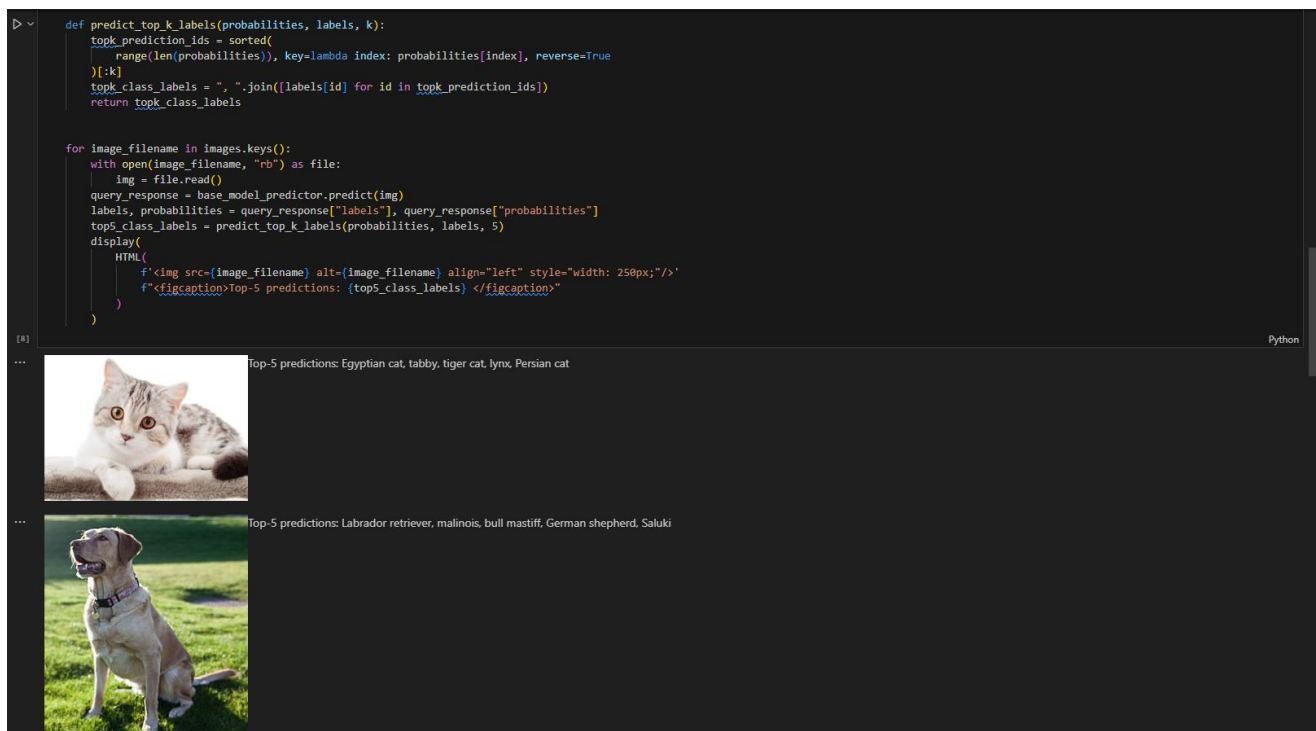 def predict_top_k_labels(probabilities, labels, k):
    topk_prediction_ids = sorted(
        range(len(probabilities)), key=lambda index: probabilities[index], reverse=True
    )[:k]
    topk_class_labels = ", ".join([labels[id] for id in topk_prediction_ids])
    return topk_class_labels
for image_filename in images.keys():
    with open(image_filename, "rb") as file:
        img = file.read()
    query_response = base_model_predictor.predict(img)
    labels, probabilities = query_response["labels"], query_response["probabilities"]
    top5_class_labels = predict_top_k_labels(probabilities, labels, 5)
    display(
        HTML(
            f'<img src={image_filename} alt={image_filename} align="left" style="width: 250px;"/>'
            f"<figcaption>Top-5 predictions: {top5_class_labels} </figcaption>"
        )
    )
[8]
Python
Top-5 predictions: Egyptian cat, tabby, tiger cat, lynx, Persian cat
Top-5 predictions: Labrador retriever, malinois, bull mastiff, German shepherd, Saluki